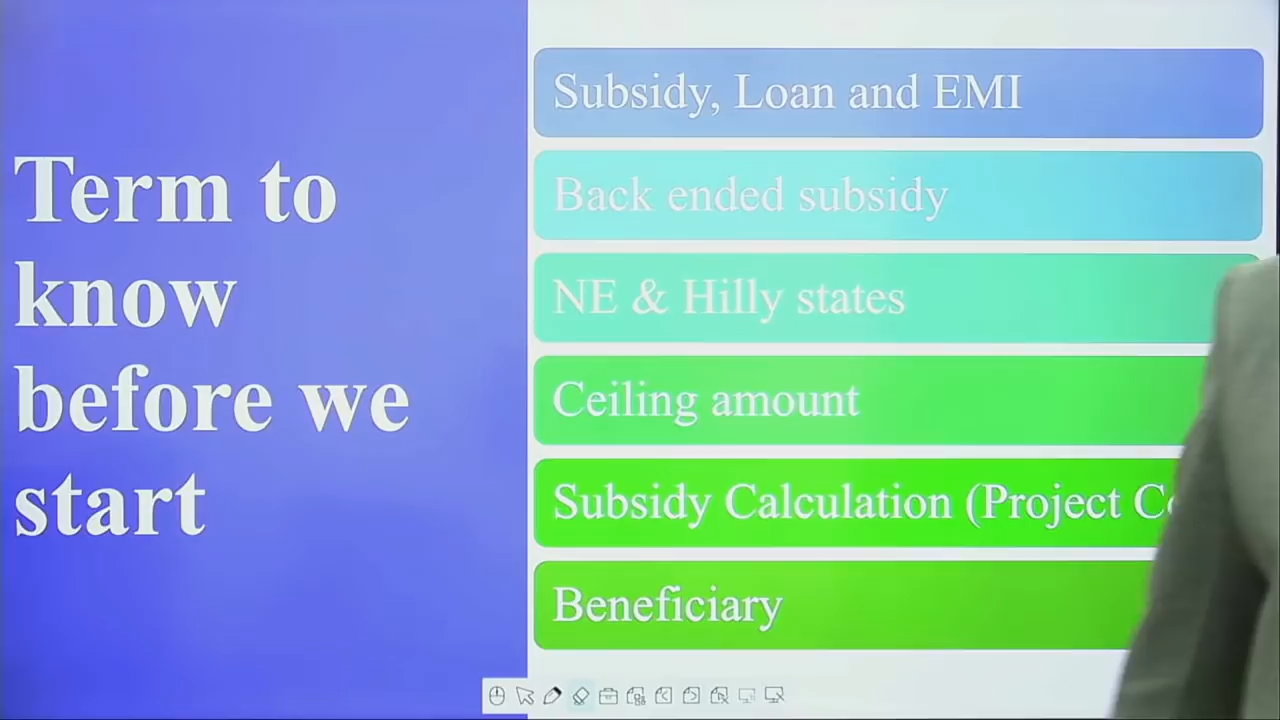 Term to
know
before we
start
Subsidy, Loan and EMI
Back ended subsidy
NE & Hilly states
Ceiling amount
Subsidy Calculation (Project
Beneficiary